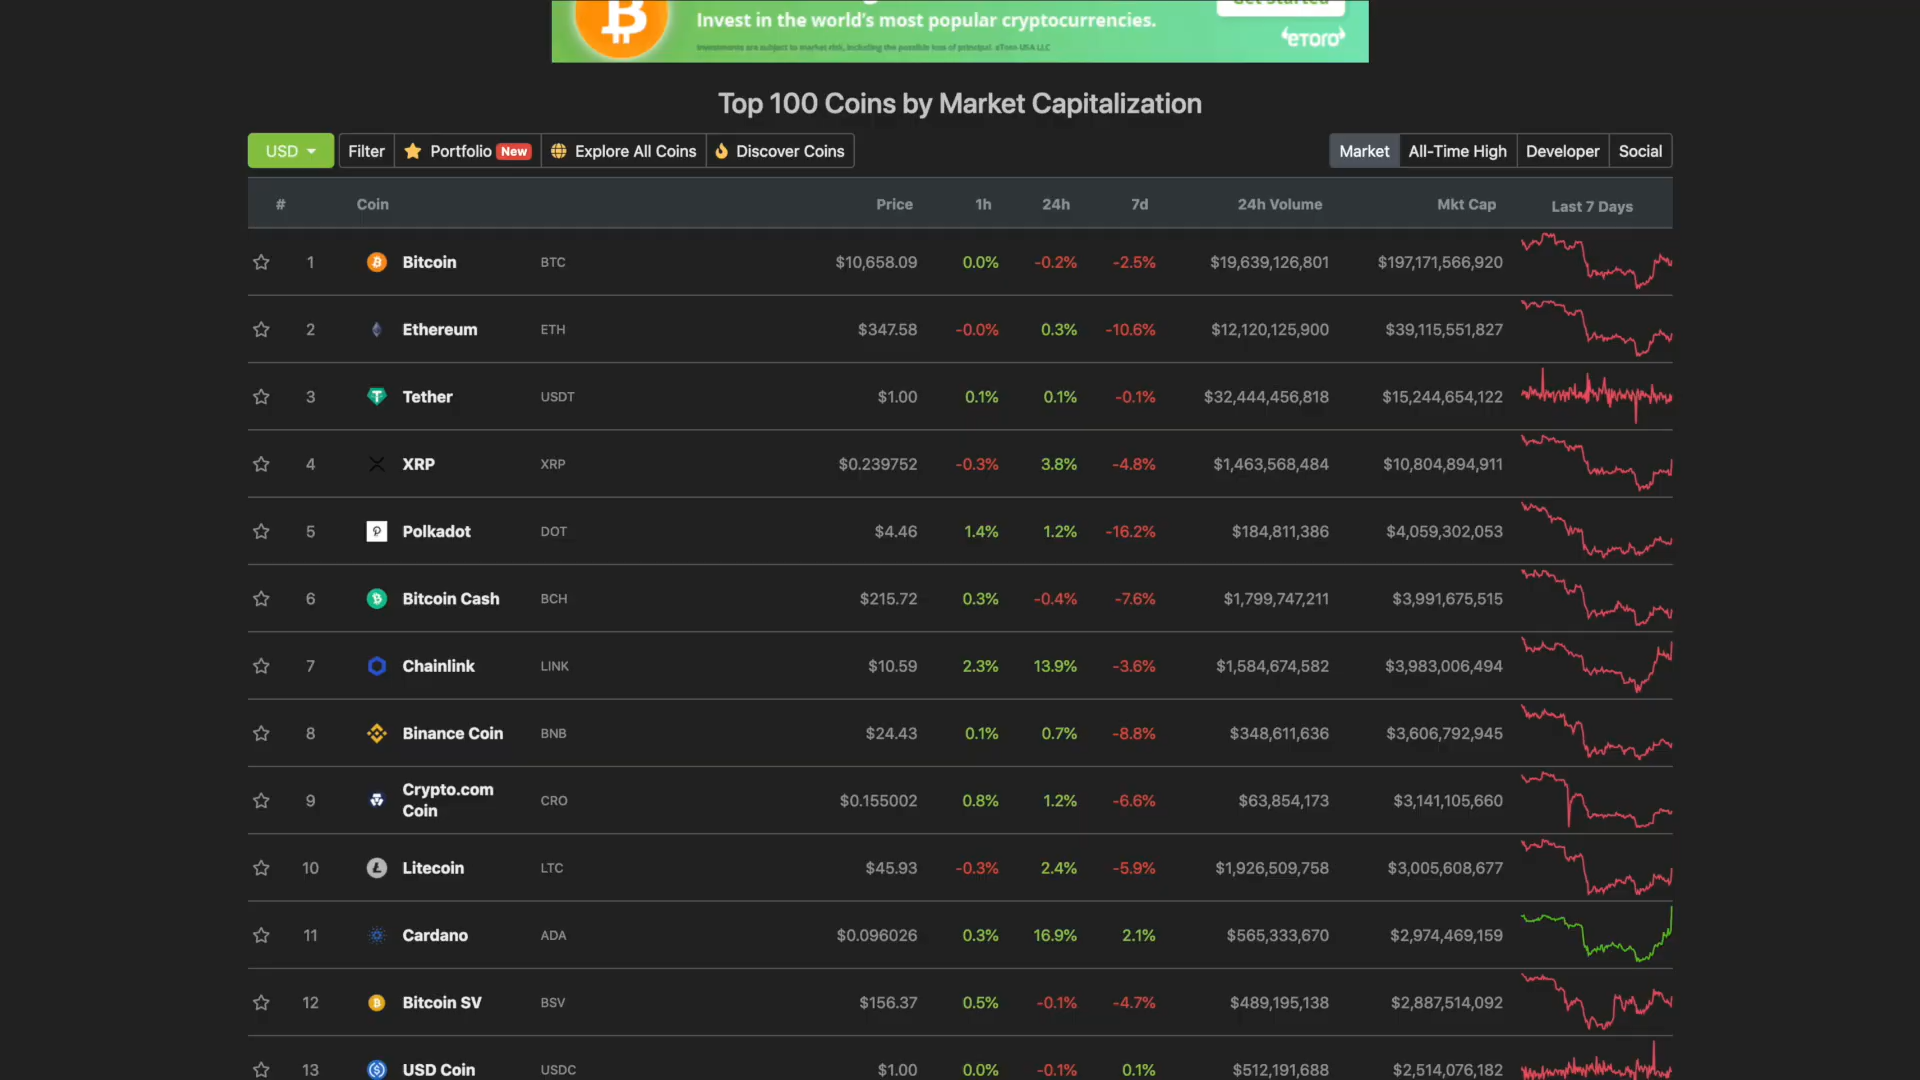 Invest in the world's most popular cryptocurrencies.
Investments are subject to market risk, including the possible loss of principal. eToro USA LLC
eToro
Top 100 Coins by Market Capitalization
USD Filter Portfolio New Explore All Coins Discover Coins Market All-Time High Developer Social
# Coin Price 1h 24h 7d 24h Volume Mkt Cap Last 7 Days
1 Bitcoin BTC $10,658.09 0.0% -0.2% -2.5% $19,639,126,801 $197,171,566,920
2 Ethereum ETH $347.58 -0.0% 0.3% -10.6% $12,120,125,900 $39,115,551,827
3 Tether USDT $1.00 0.1% 0.1% -0.1% $32,444,456,818 $15,244,654,122
4 XRP XRP $0.239752 -0.3% 3.8% -4.8% $1,463,568,484 $10,804,894,911
5 Polkadot DOT $4.46 1.4% 1.2% -16.2% $184,811,386 $4,059,302,053
6 Bitcoin Cash BCH $215.72 0.3% -0.4% -7.6% $1,799,747,211 $3,991,675,515
7 Chainlink LINK $10.59 2.3% 13.9% -3.6% $1,584,674,582 $3,983,006,494
8 Binance Coin BNB $24.43 0.1% 0.7% -8.8% $348,611,636 $3,606,792,945
9 Crypto.com Coin CRO $0.155002 0.8% 1.2% -6.6% $63,854,173 $3,141,105,660
10 Litecoin LTC $45.93 -0.3% 2.4% -5.9% $1,926,509,758 $3,005,608,677
11 Cardano ADA $0.096026 0.3% 16.9% 2.1% $565,333,670 $2,974,469,159
12 Bitcoin SV BSV $156.37 0.5% -0.1% -4.7% $489,195,138 $2,887,514,092
13 USD Coin USDC $1.00 0.0% -0.1% 0.1% $512,191,688 $2,514,076,182